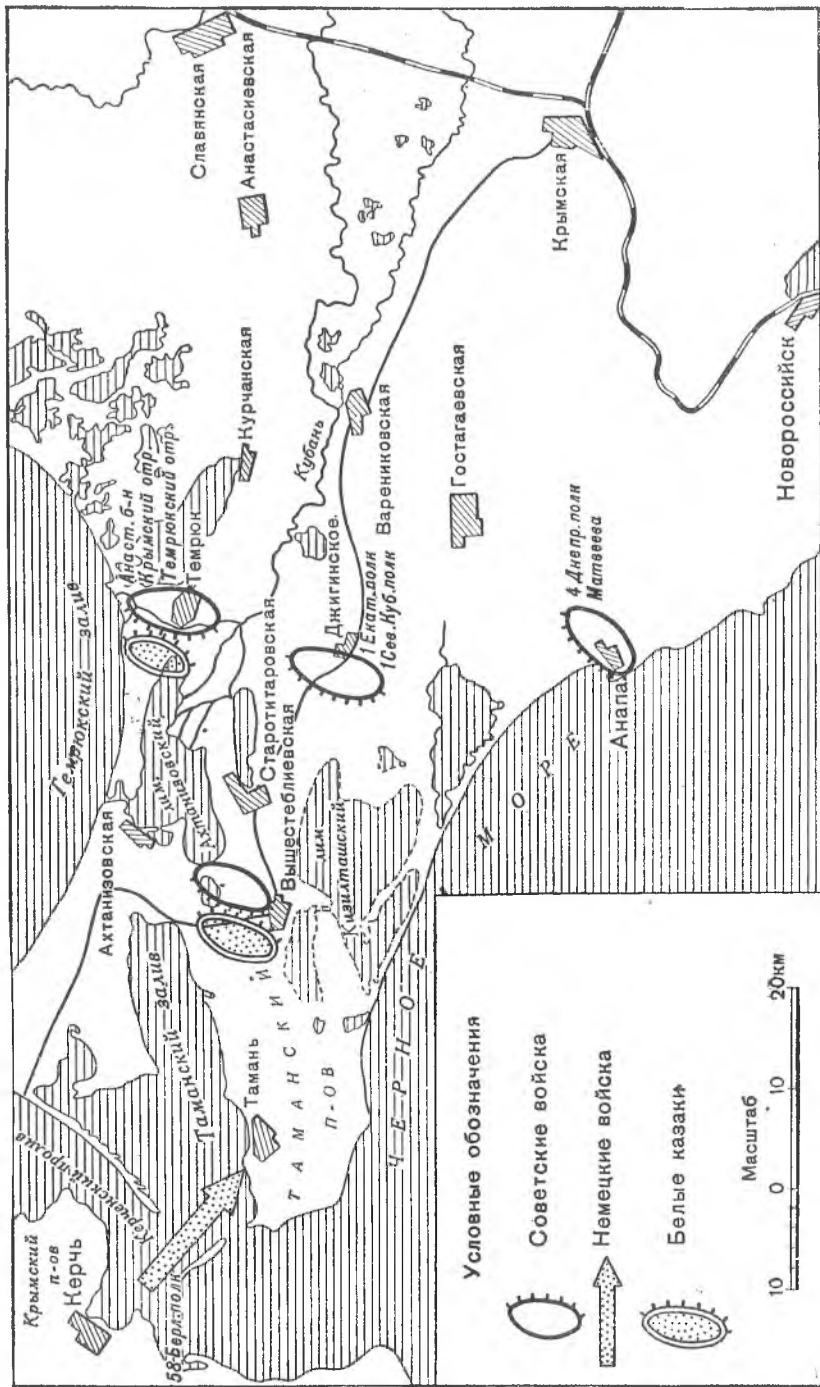 Крымский
п-ов
Керчь
Керченский пролив
58 Берл. полк
Таманский залив
Тамань
ТАМАНСКИЙ
П-ОВ
Ахтанизовская
Темрюкский залив
Ахтанизовский
лим.
Анаст. б-н
Крымский отр.
Темрюкский отр.
Темрюк
Курчанская
Славянская
Анастасиевская
Вышестеблиевская
Старотитаровская
Кизилташский
лим
Джигинское
1 Екат. полк
1 Сев. Куб. полк
Кубань
Варениковская
Гостагаевская
Крымская
Анапа
4 Днепр. полк
Матвеева
Новороссийск
ЧЕРНОЕ
МОРЕ
Условные обозначения
Советские войска
Немецкие войска
Белые казаки
Масштаб
10 0 10 20км